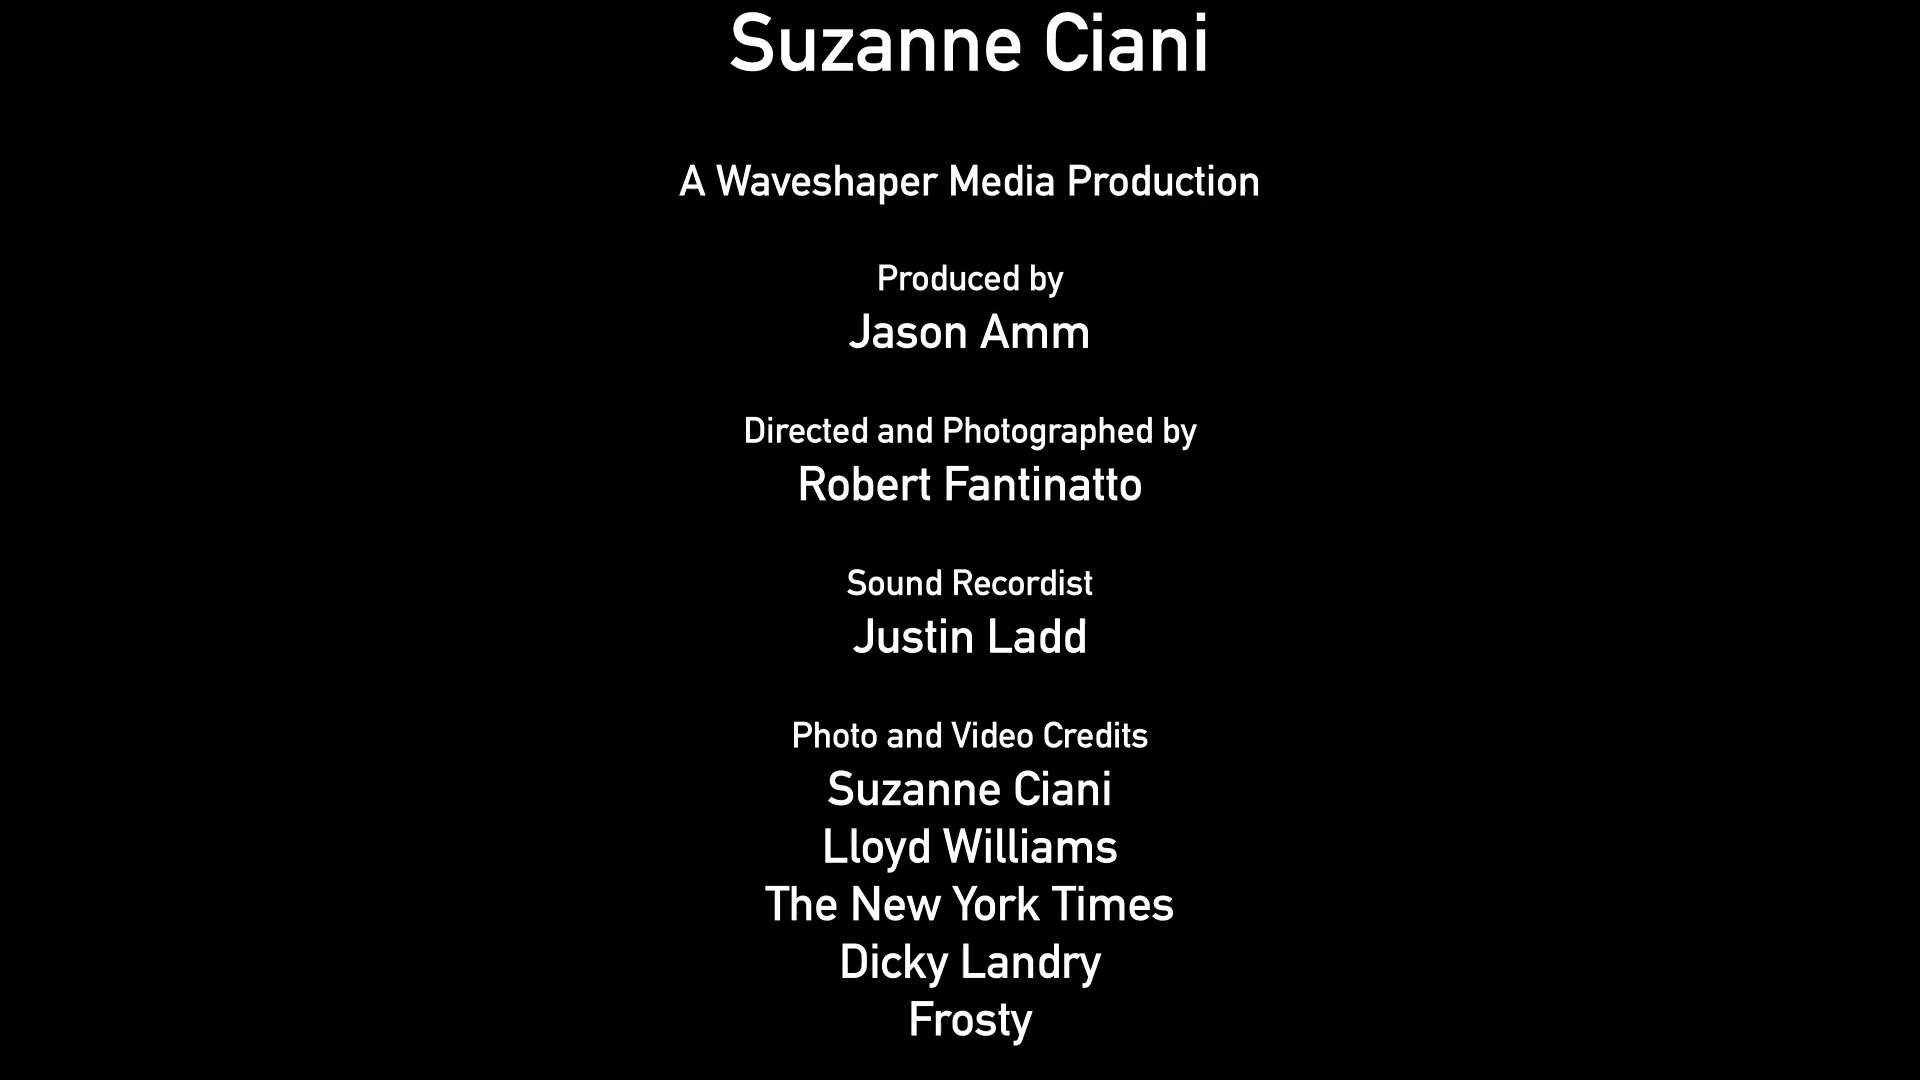 Suzanne Ciani
A Waveshaper Media Production
Produced by
Jason Amm
Directed and Photographed by
Robert Fantinatto
Sound Recordist
Justin Ladd
Photo and Video Credits
Suzanne Ciani
Lloyd Williams
The New York Times
Dicky Landry
Frosty